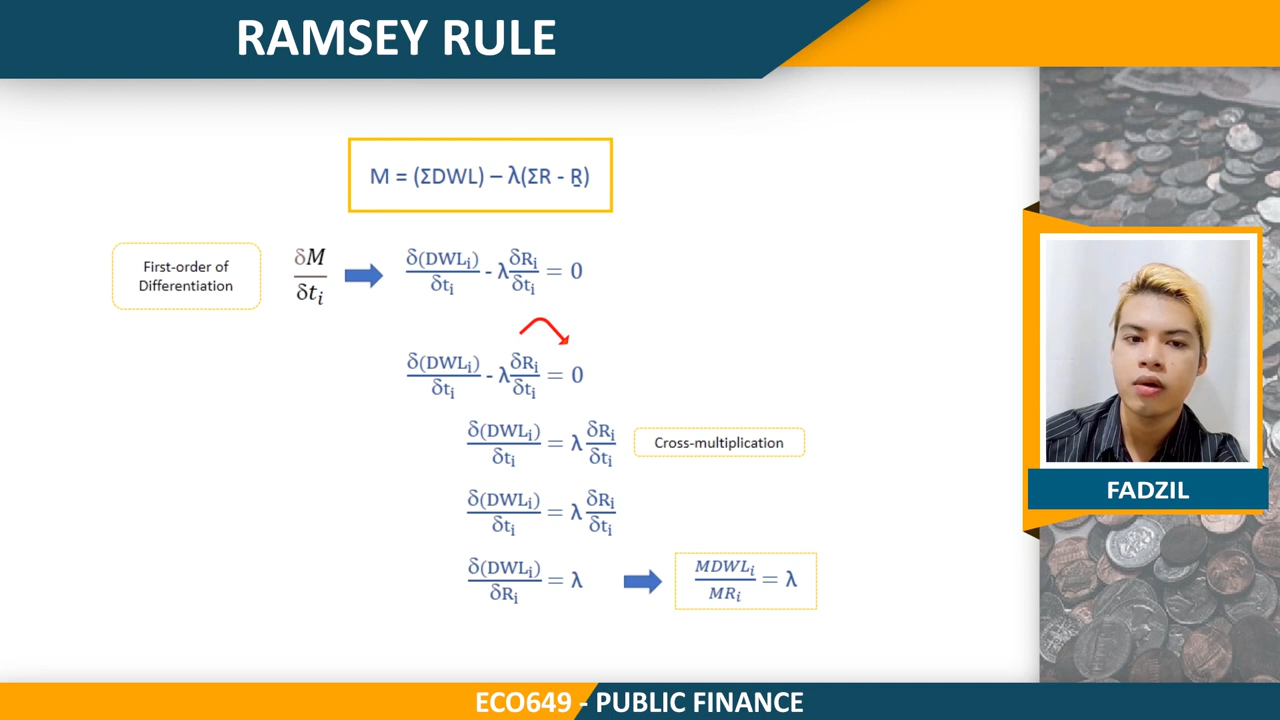 RAMSEY RULE
M = (ΣDWL) – λ(ΣR - R̲)
First-order of
Differentiation
δM/δtᵢ
δ(DWLᵢ)/δtᵢ - λ δRᵢ/δtᵢ = 0
δ(DWLᵢ)/δtᵢ - λ δRᵢ/δtᵢ = 0
δ(DWLᵢ)/δtᵢ = λ δRᵢ/δtᵢ
Cross-multiplication
δ(DWLᵢ)/δtᵢ = λ δRᵢ/δtᵢ
δ(DWLᵢ)/δRᵢ = λ
MDWLᵢ/MRᵢ = λ
FADZIL
ECO649 - PUBLIC FINANCE